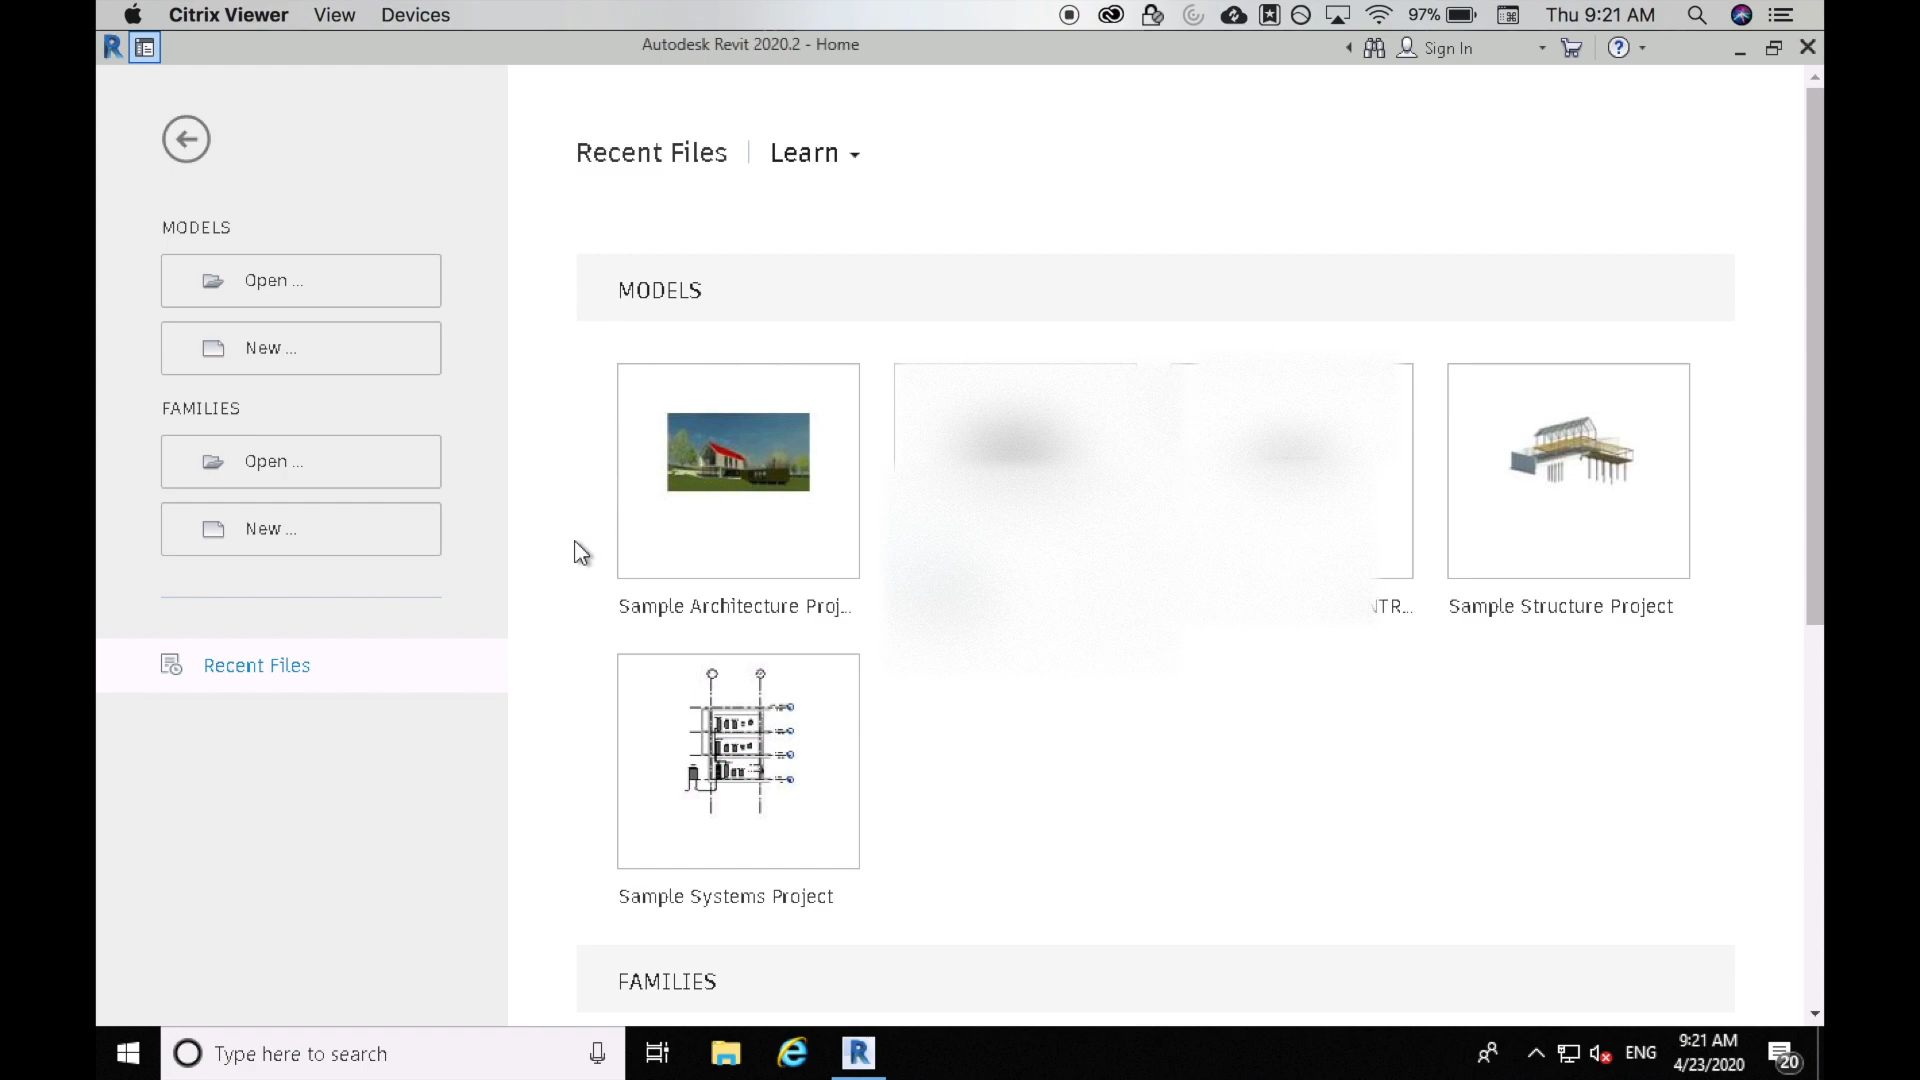 Citrix Viewer View Devices 97% Thu 9:21 AM
Autodesk Revit 2020.2 - Home Sign In
Recent Files Learn
MODELS
Open ...
New ...
FAMILIES
Open ...
New ...
Recent Files
MODELS
Sample Architecture Proj... NTR... Sample Structure Project
Sample Systems Project
FAMILIES
Type here to search ENG 9:21 AM
4/23/2020 20